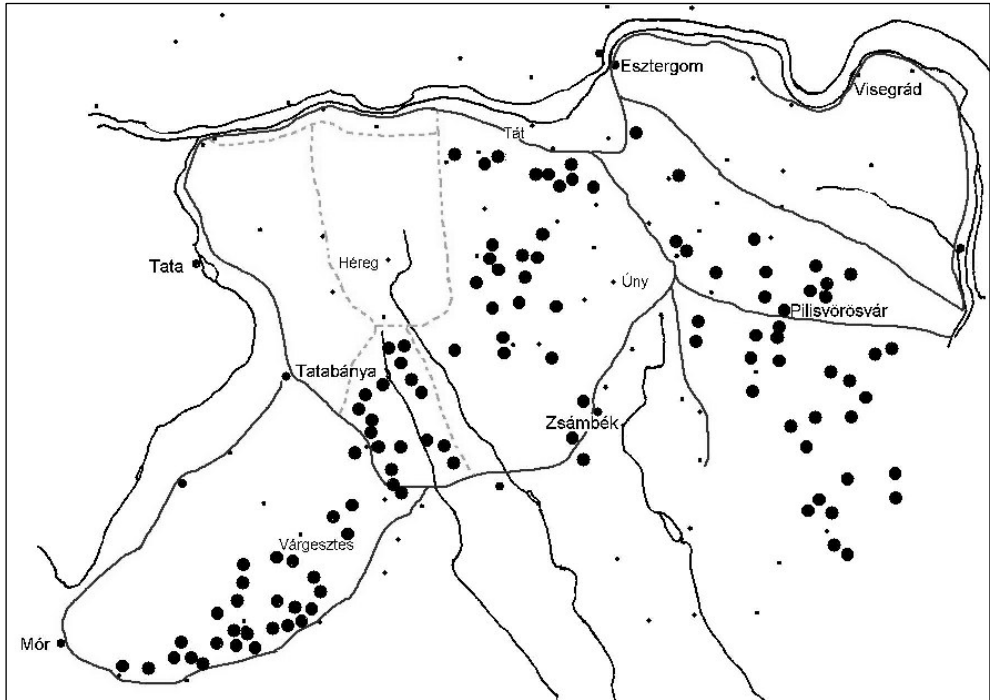 Esztergom
Visegrád
Tát
Tata
Héreg
Úny
Pilisvörösvár
Tatabánya
Zsámbék
Várgesztes
Mór